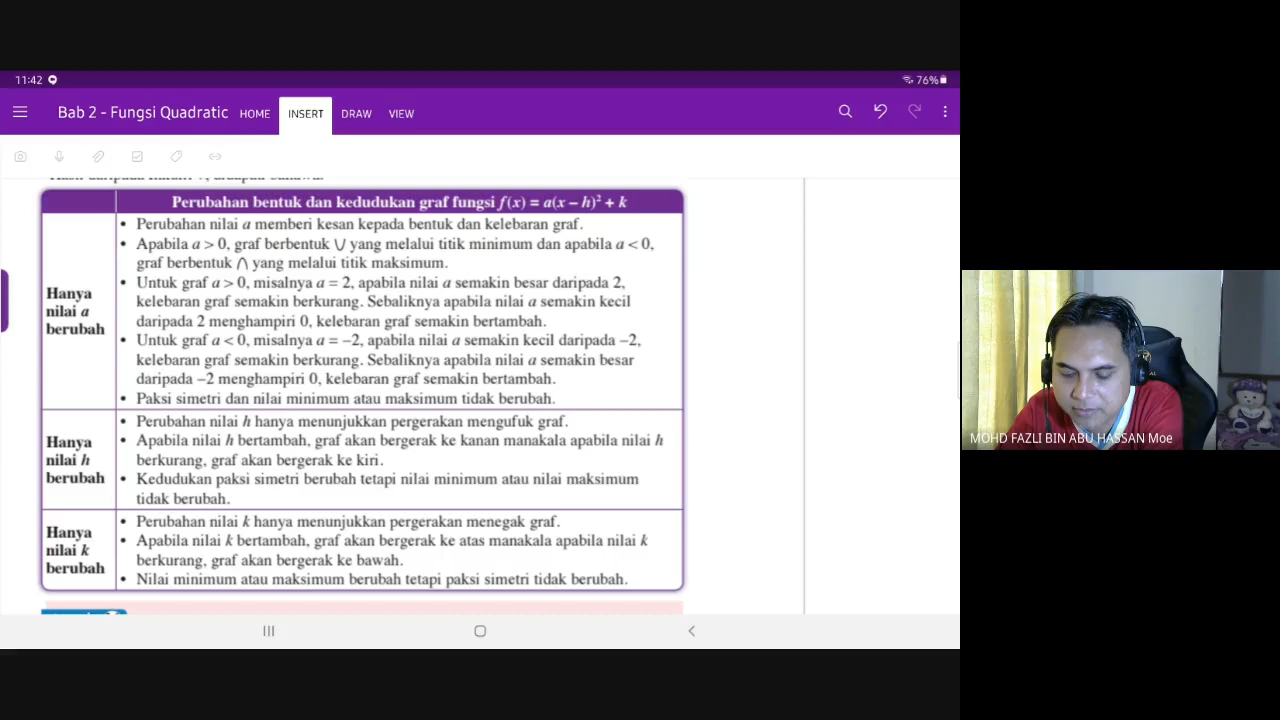 11:42
76%
Bab 2 - Fungsi Quadratic
HOME
INSERT
DRAW
VIEW
Perubahan bentuk dan kedudukan graf fungsi f(x) = a(x – h)² + k
Hanya
nilai a
berubah
• Perubahan nilai a memberi kesan kepada bentuk dan kelebaran graf.
• Apabila a > 0, graf berbentuk ∪ yang melalui titik minimum dan apabila a < 0,
graf berbentuk ∩ yang melalui titik maksimum.
• Untuk graf a > 0, misalnya a = 2, apabila nilai a semakin besar daripada 2,
kelebaran graf semakin berkurang. Sebaliknya apabila nilai a semakin kecil
daripada 2 menghampiri 0, kelebaran graf semakin bertambah.
• Untuk graf a < 0, misalnya a = –2, apabila nilai a semakin kecil daripada –2,
kelebaran graf semakin berkurang. Sebaliknya apabila nilai a semakin besar
daripada –2 menghampiri 0, kelebaran graf semakin bertambah.
• Paksi simetri dan nilai minimum atau maksimum tidak berubah.
Hanya
nilai h
berubah
• Perubahan nilai h hanya menunjukkan pergerakan mengufuk graf.
• Apabila nilai h bertambah, graf akan bergerak ke kanan manakala apabila nilai h
berkurang, graf akan bergerak ke kiri.
• Kedudukan paksi simetri berubah tetapi nilai minimum atau nilai maksimum
tidak berubah.
Hanya
nilai k
berubah
• Perubahan nilai k hanya menunjukkan pergerakan menegak graf.
• Apabila nilai k bertambah, graf akan bergerak ke atas manakala apabila nilai k
berkurang, graf akan bergerak ke bawah.
• Nilai minimum atau maksimum berubah tetapi paksi simetri tidak berubah.
MOHD FAZLI BIN ABU HASSAN Moe